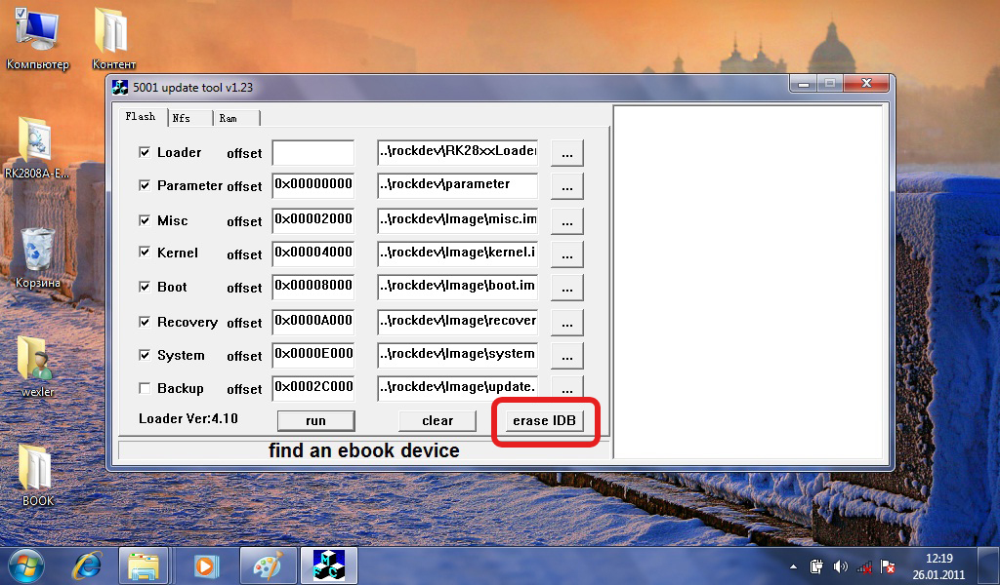 Компьютер
Контент
RK2808A-E...
Корзина
wexler
BOOK
5001 update tool v1.23
Flash Nfs Ram
Loader offset ..\rockdev\RK28xxLoader ...
Parameter offset 0x00000000 ..\rockdev\parameter ...
Misc offset 0x00002000 ..\rockdev\Image\misc.im ...
Kernel offset 0x00004000 ..\rockdev\Image\kernel.i ...
Boot offset 0x00008000 ..\rockdev\Image\boot.im ...
Recovery offset 0x0000A000 ..\rockdev\Image\recover ...
System offset 0x0000E000 ..\rockdev\Image\system ...
Backup offset 0x0002C000 ..\rockdev\Image\update. ...
Loader Ver:4.10 run clear erase IDB
find an ebook device
12:19
26.01.2011